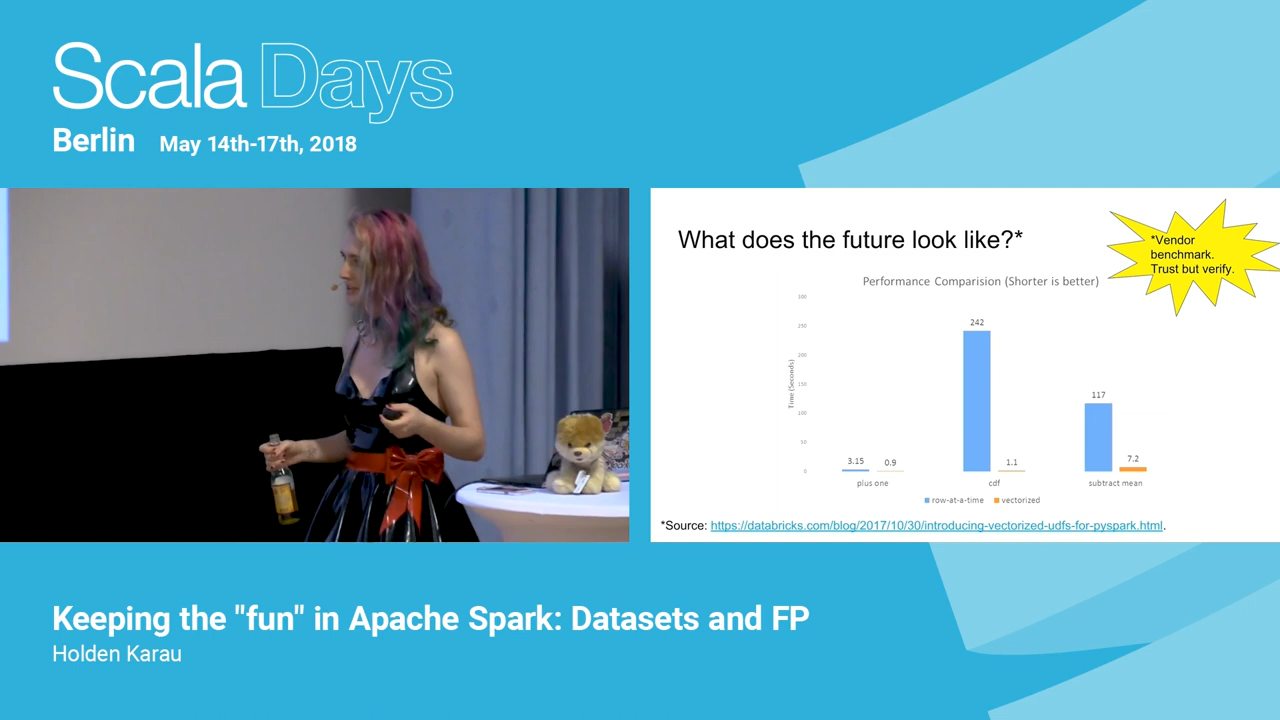 Scala Days
Berlin May 14th-17th, 2018
What does the future look like?*
*Vendor
benchmark.
Trust but verify.
Performance Comparision (Shorter is better)
300
250
200
150
100
50
0
Time (Seconds)
3.15
0.9
242
1.1
117
7.2
plus one
cdf
subtract mean
row-at-a-time
vectorized
*Source: https://databricks.com/blog/2017/10/30/introducing-vectorized-udfs-for-pyspark.html.
Keeping the "fun" in Apache Spark: Datasets and FP
Holden Karau